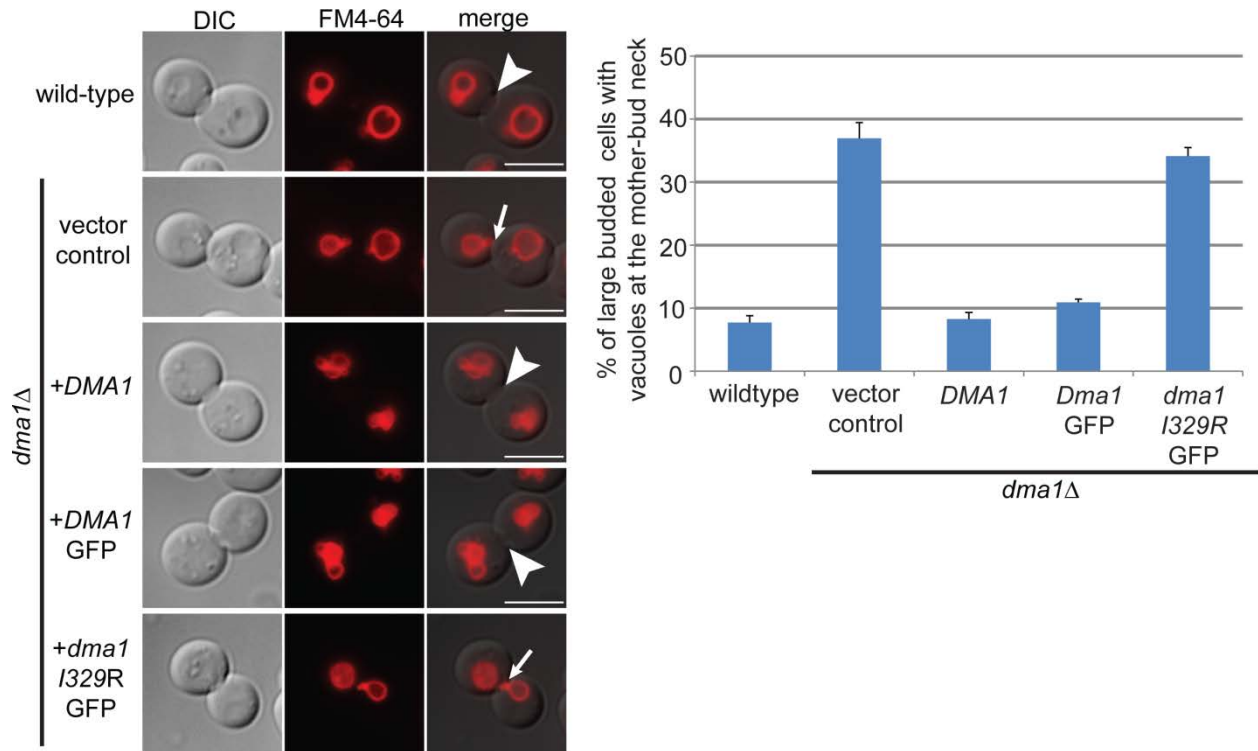 DIC
FM4-64
merge
wild-type
dma1Δ
vector
control
+DMA1
+DMA1
GFP
+dma1
I329R
GFP
% of large budded cells with
vacuoles at the mother-bud neck
50
40
30
20
10
0
wildtype
vector
control
DMA1
Dma1
GFP
dma1
I329R
GFP
dma1Δ